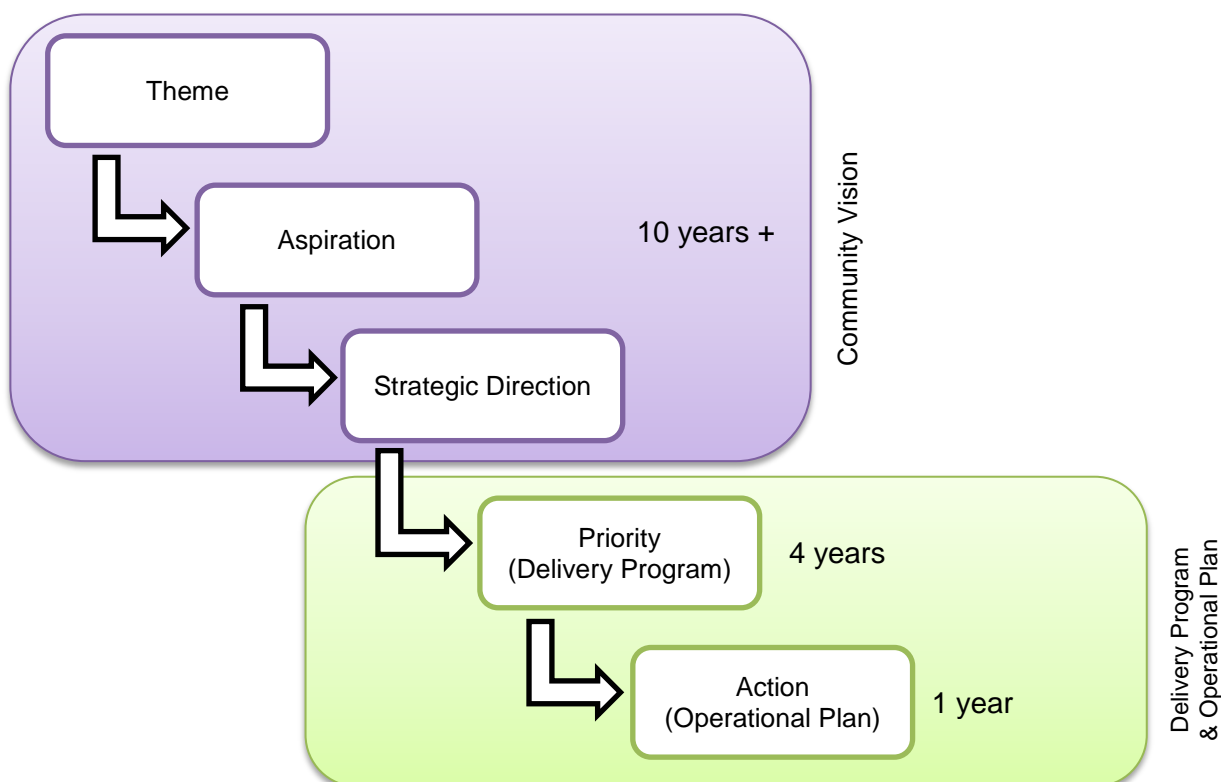 Theme
Aspiration
10 years +
Strategic Direction
Community Vision
Priority
(Delivery Program)
4 years
Action
(Operational Plan)
1 year
Delivery Program
& Operational Plan